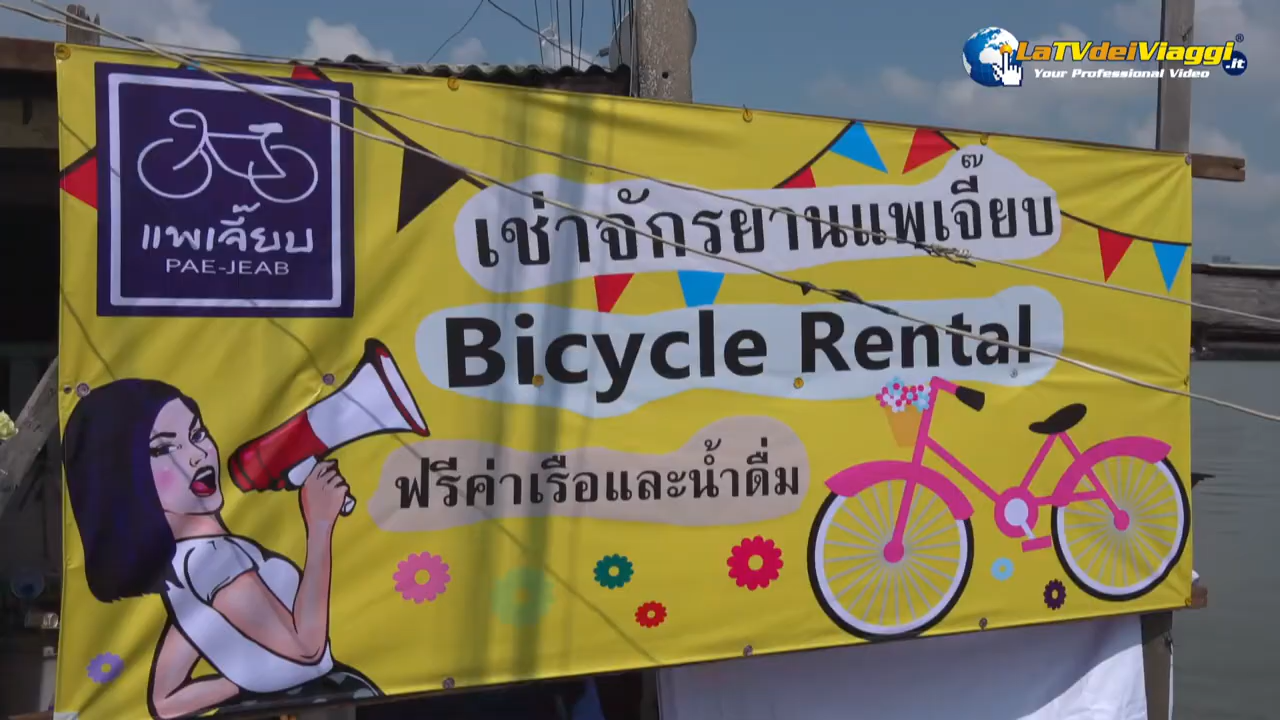 LaTVdeiViaggi.it®
Your Professional Video
แพเจี๊ยบ
PAE-JEAB
เช่าจักรยานแพเจี๊ยบ
Bicycle Rental
ฟรีค่าเรือและน้ำดื่ม